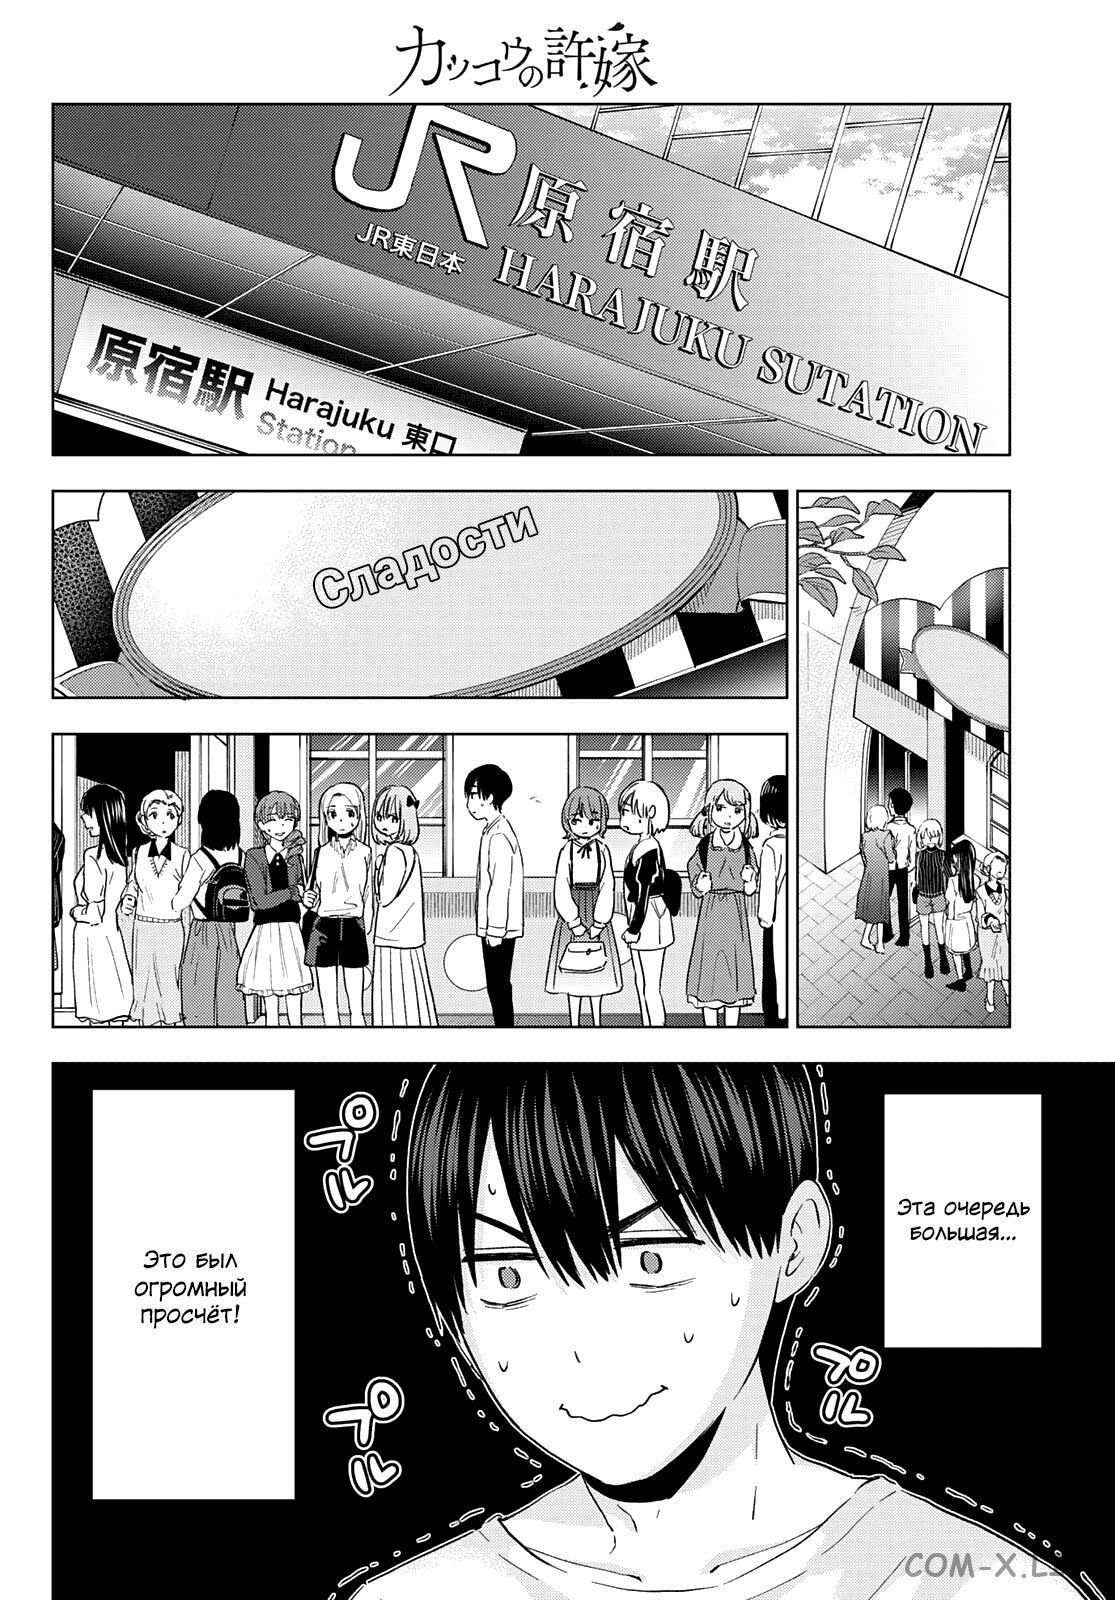 カッコウの許嫁
JR
原宿駅
JR東日本
HARAJUKU SUTATION
原宿駅 Harajuku 東口
Station
Сладости
Эта очередь
большая...
プル
プル
プル
Это был
огромный
просчёт!
COM-X.L